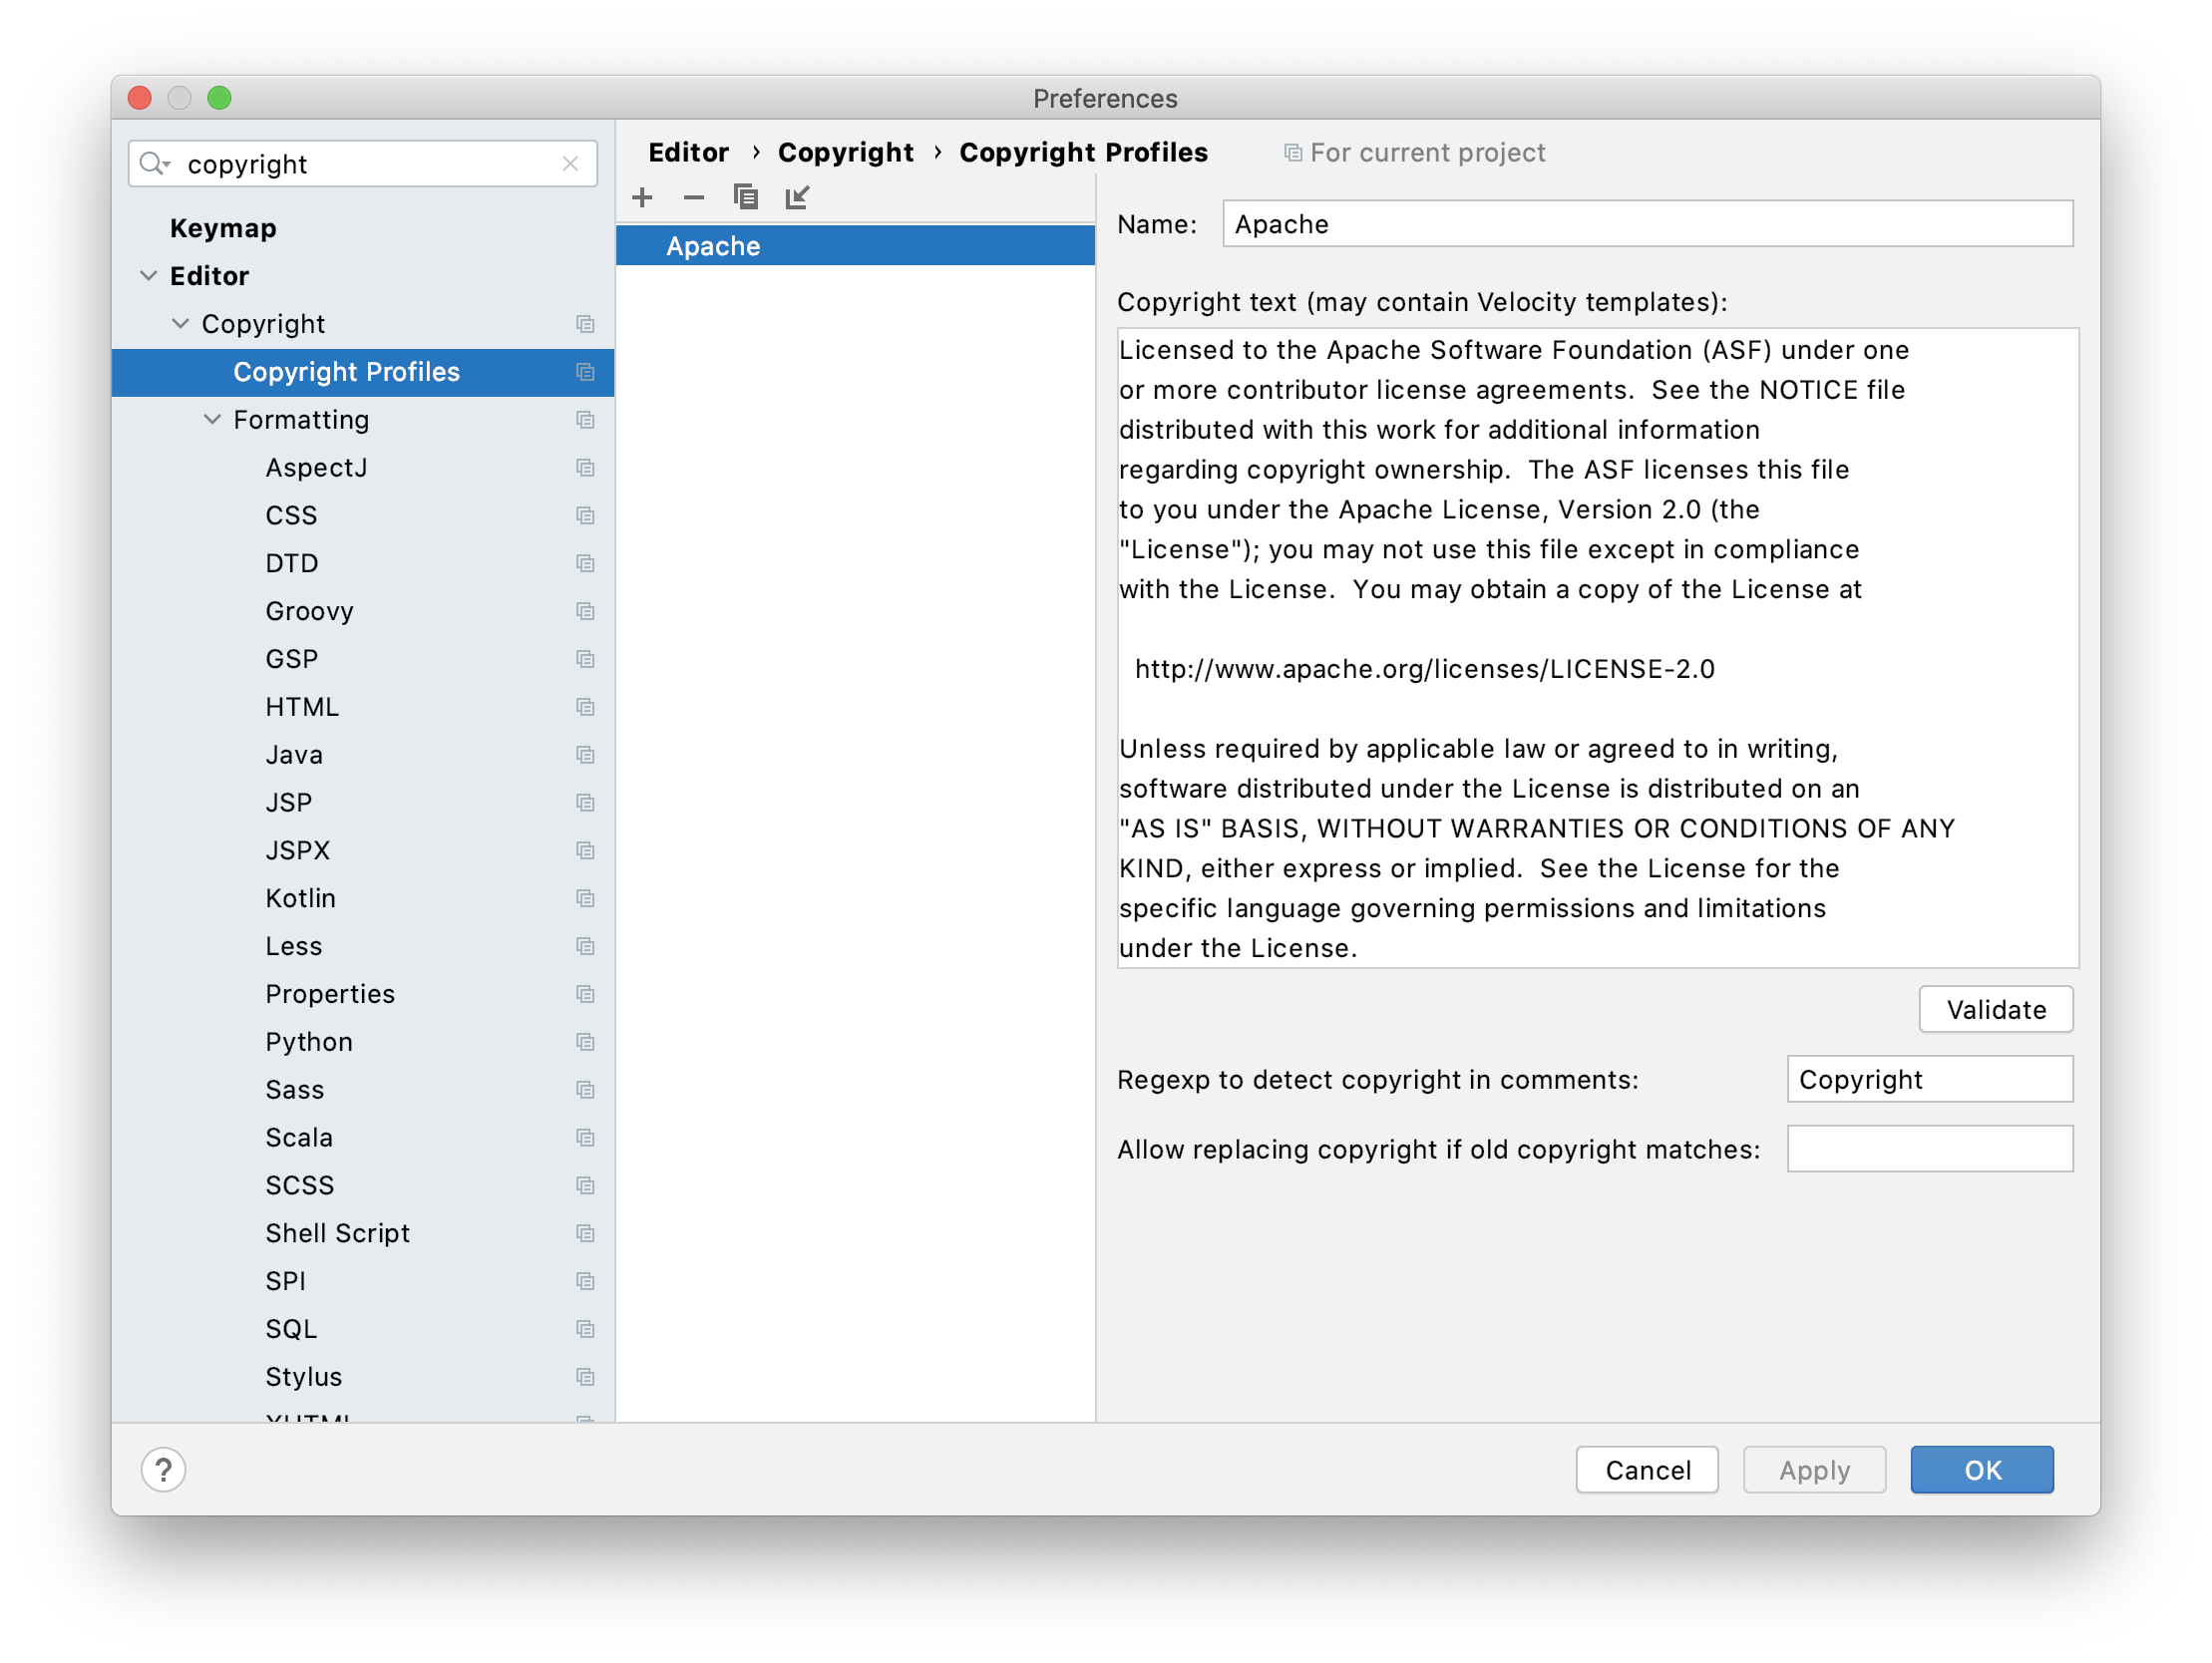 Preferences
copyright
Keymap
Editor
Copyright
Copyright Profiles
Formatting
AspectJ
CSS
DTD
Groovy
GSP
HTML
Java
JSP
JSPX
Kotlin
Less
Properties
Python
Sass
Scala
SCSS
Shell Script
SPI
SQL
Stylus
XHTML
Editor › Copyright › Copyright Profiles
For current project
Apache
Name: Apache
Copyright text (may contain Velocity templates):
Licensed to the Apache Software Foundation (ASF) under one
or more contributor license agreements.  See the NOTICE file
distributed with this work for additional information
regarding copyright ownership.  The ASF licenses this file
to you under the Apache License, Version 2.0 (the
"License"); you may not use this file except in compliance
with the License.  You may obtain a copy of the License at
http://www.apache.org/licenses/LICENSE-2.0
Unless required by applicable law or agreed to in writing,
software distributed under the License is distributed on an
"AS IS" BASIS, WITHOUT WARRANTIES OR CONDITIONS OF ANY
KIND, either express or implied.  See the License for the
specific language governing permissions and limitations
under the License.
Validate
Regexp to detect copyright in comments: Copyright
Allow replacing copyright if old copyright matches:
?
Cancel
Apply
OK